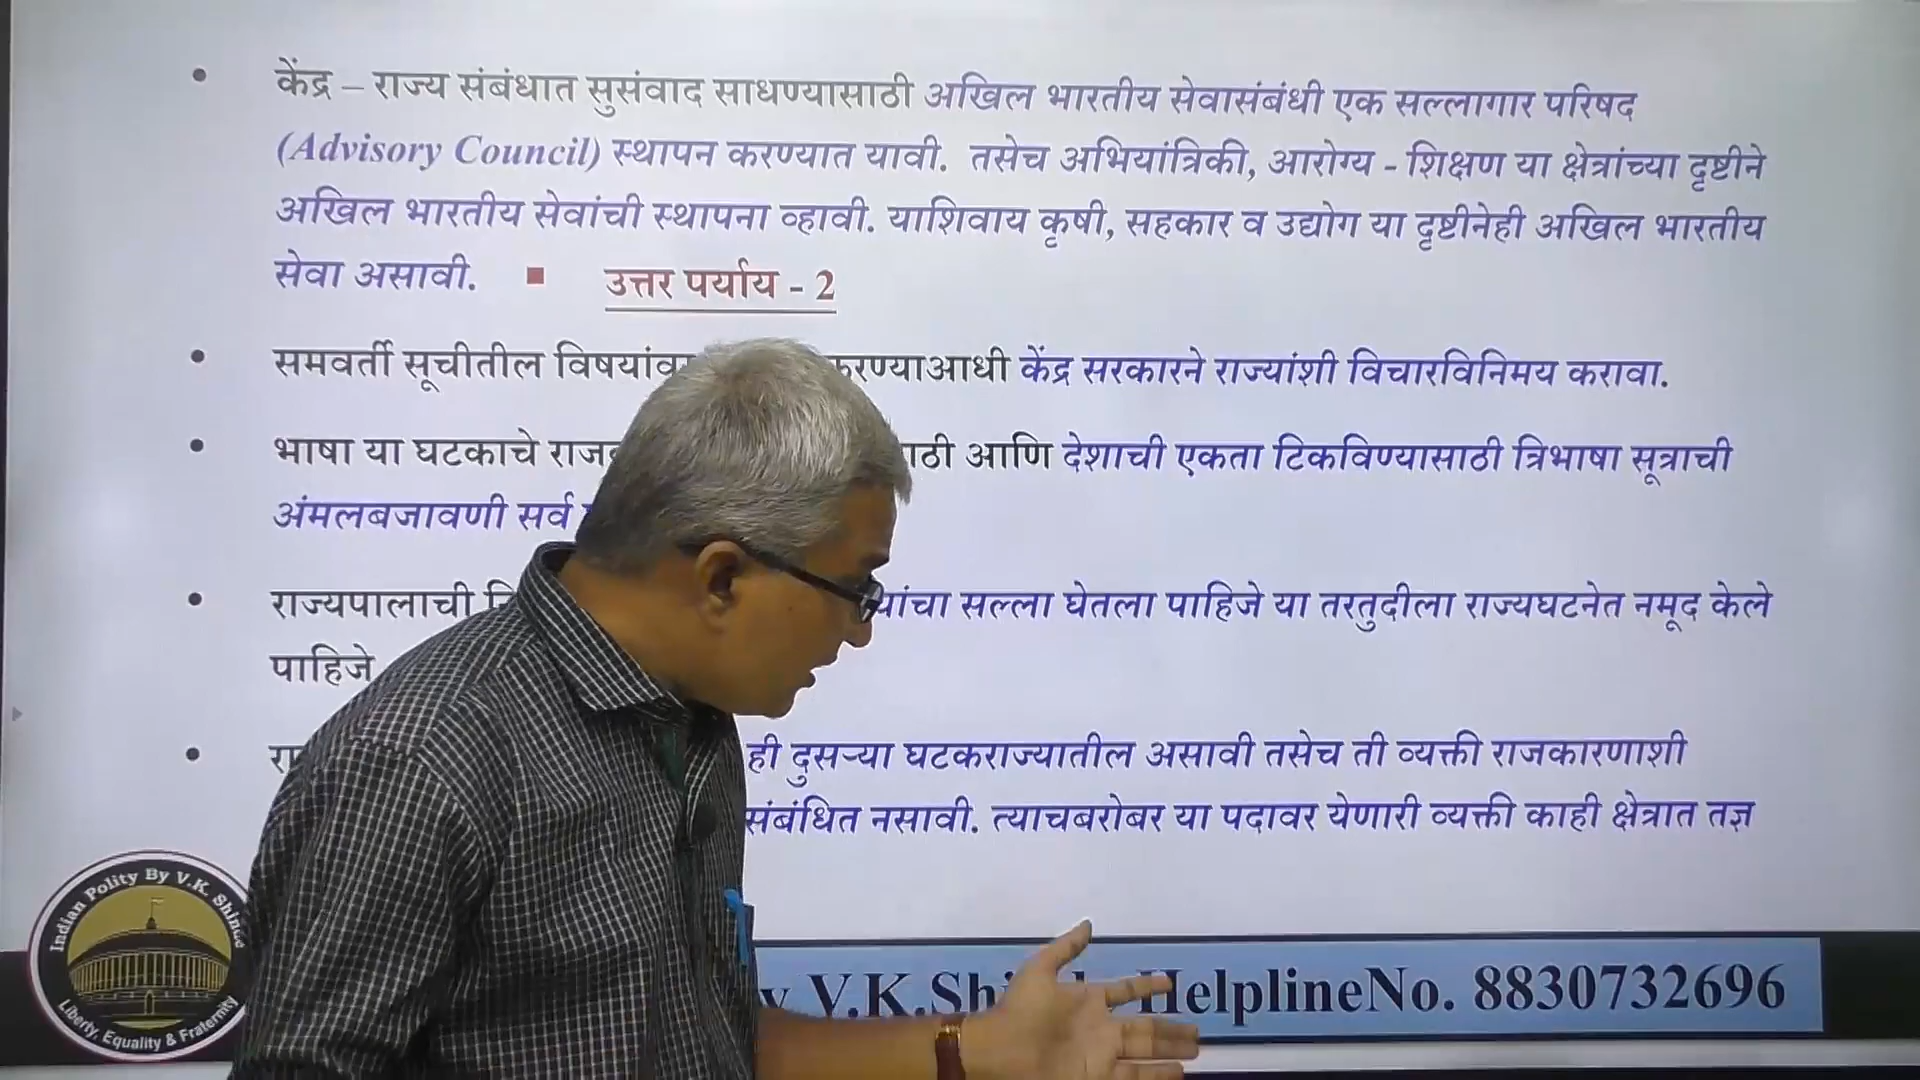 केंद्र – राज्य संबंधात सुसंवाद साधण्यासाठी अखिल भारतीय सेवासंबंधी एक सल्लागार परिषद
(Advisory Council) स्थापन करण्यात यावी. तसेच अभियांत्रिकी, आरोग्य - शिक्षण या क्षेत्रांच्या दृष्टीने
अखिल भारतीय सेवांची स्थापना व्हावी. याशिवाय कृषी, सहकार व उद्योग या दृष्टीनेही अखिल भारतीय
सेवा असावी. ▪ उत्तर पर्याय - 2
समवर्ती सूचीतील करण्याआधी केंद्र सरकारने राज्यांशी विचारविनिमय करावा.
भाषा या घटकाचे आणि देशाची एकता टिकविण्यासाठी त्रिभाषा सूत्राची
अंमलबजावणी सर्व
राज्यपालाची सल्ला घेतला पाहिजे या तरतुदीला राज्यघटनेत नमूद केले
पाहिजे
ही दुसऱ्या घटकराज्यातील असावी तसेच ती व्यक्ती राजकारणाशी
संबंधित नसावी. त्याचबरोबर या पदावर येणारी व्यक्ती काही क्षेत्रात तज्ञ
Indian Polity By V.K. Shinde
Liberty, Equality & Fraternity
V.K.Shinde HelplineNo. 8830732696